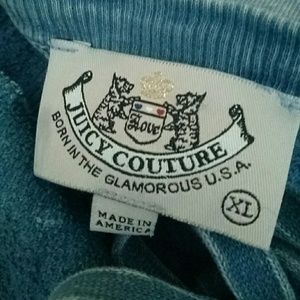 Love
JUICY COUTURE
BORN IN THE GLAMOROUS U.S.A.
XL
MADE IN
AMERICA